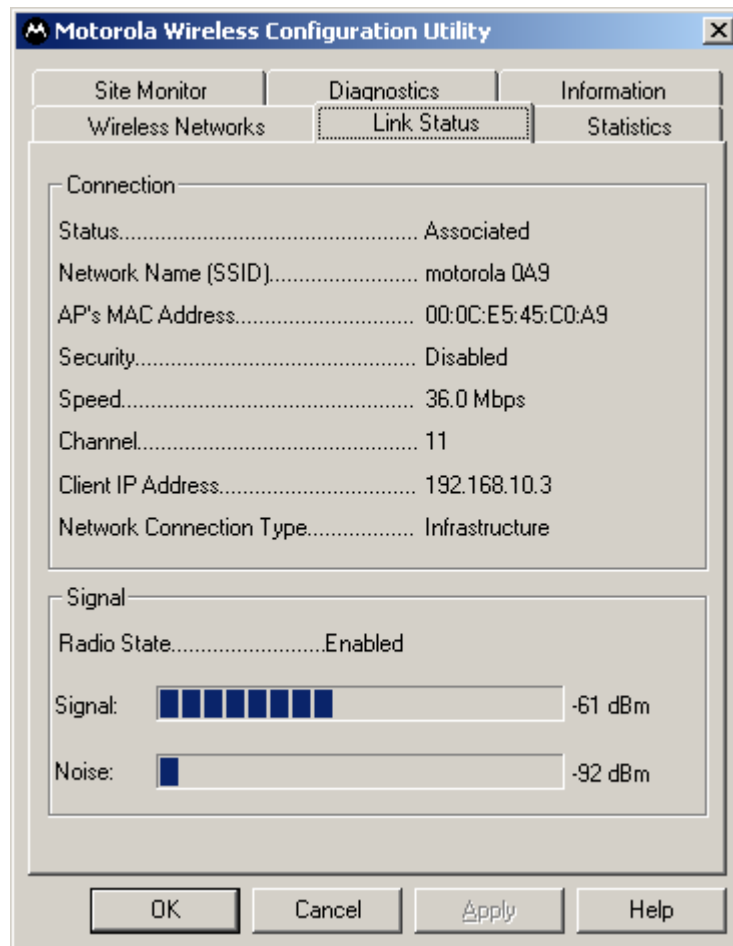 Motorola Wireless Configuration Utility
Site Monitor Diagnostics Information
Wireless Networks Link Status Statistics
Connection
Status.................................................. Associated
Network Name (SSID)........................ motorola 0A9
AP's MAC Address.............................. 00:0C:E5:45:C0:A9
Security............................................... Disabled
Speed................................................. 36.0 Mbps
Channel............................................... 11
Client IP Address................................. 192.168.10.3
Network Connection Type.................. Infrastructure
Signal
Radio State..........................Enabled
Signal: -61 dBm
Noise: -92 dBm
OK Cancel Apply Help